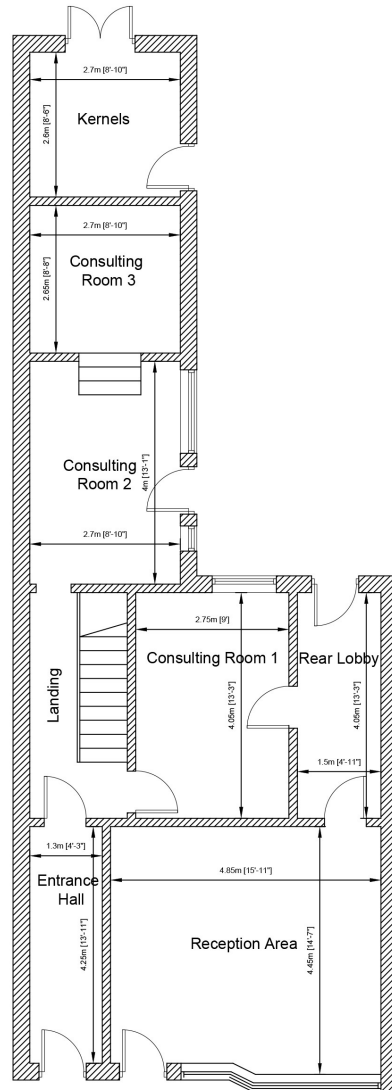 2.7m [8'-10"]
2.6m [8'-6"]
Kernels
2.7m [8'-10"]
2.65m [8'-8"]
Consulting
Room 3
Consulting
Room 2
4m [13'-1"]
2.7m [8'-10"]
Landing
2.75m [9']
Consulting Room 1
4.05m [13'-3"]
Rear Lobby
4.05m [13'-3"]
1.5m [4'-11"]
1.3m [4'-3"]
Entrance
Hall
4.25m [13'-11"]
4.85m [15'-11"]
Reception Area
4.45m [14'-7"]